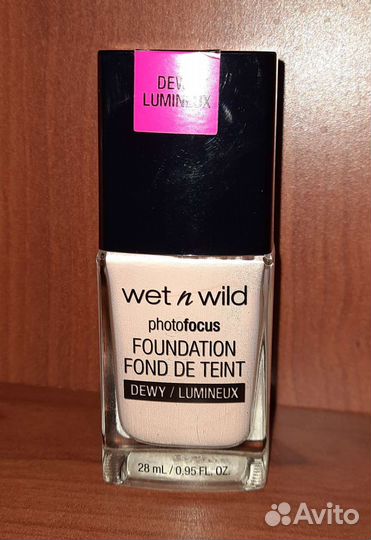 DEWY
LUMINEUX
wet n wild
photofocus
FOUNDATION
FOND DE TEINT
DEWY / LUMINEUX
28 mL / 0.95 FL. OZ.
Avito